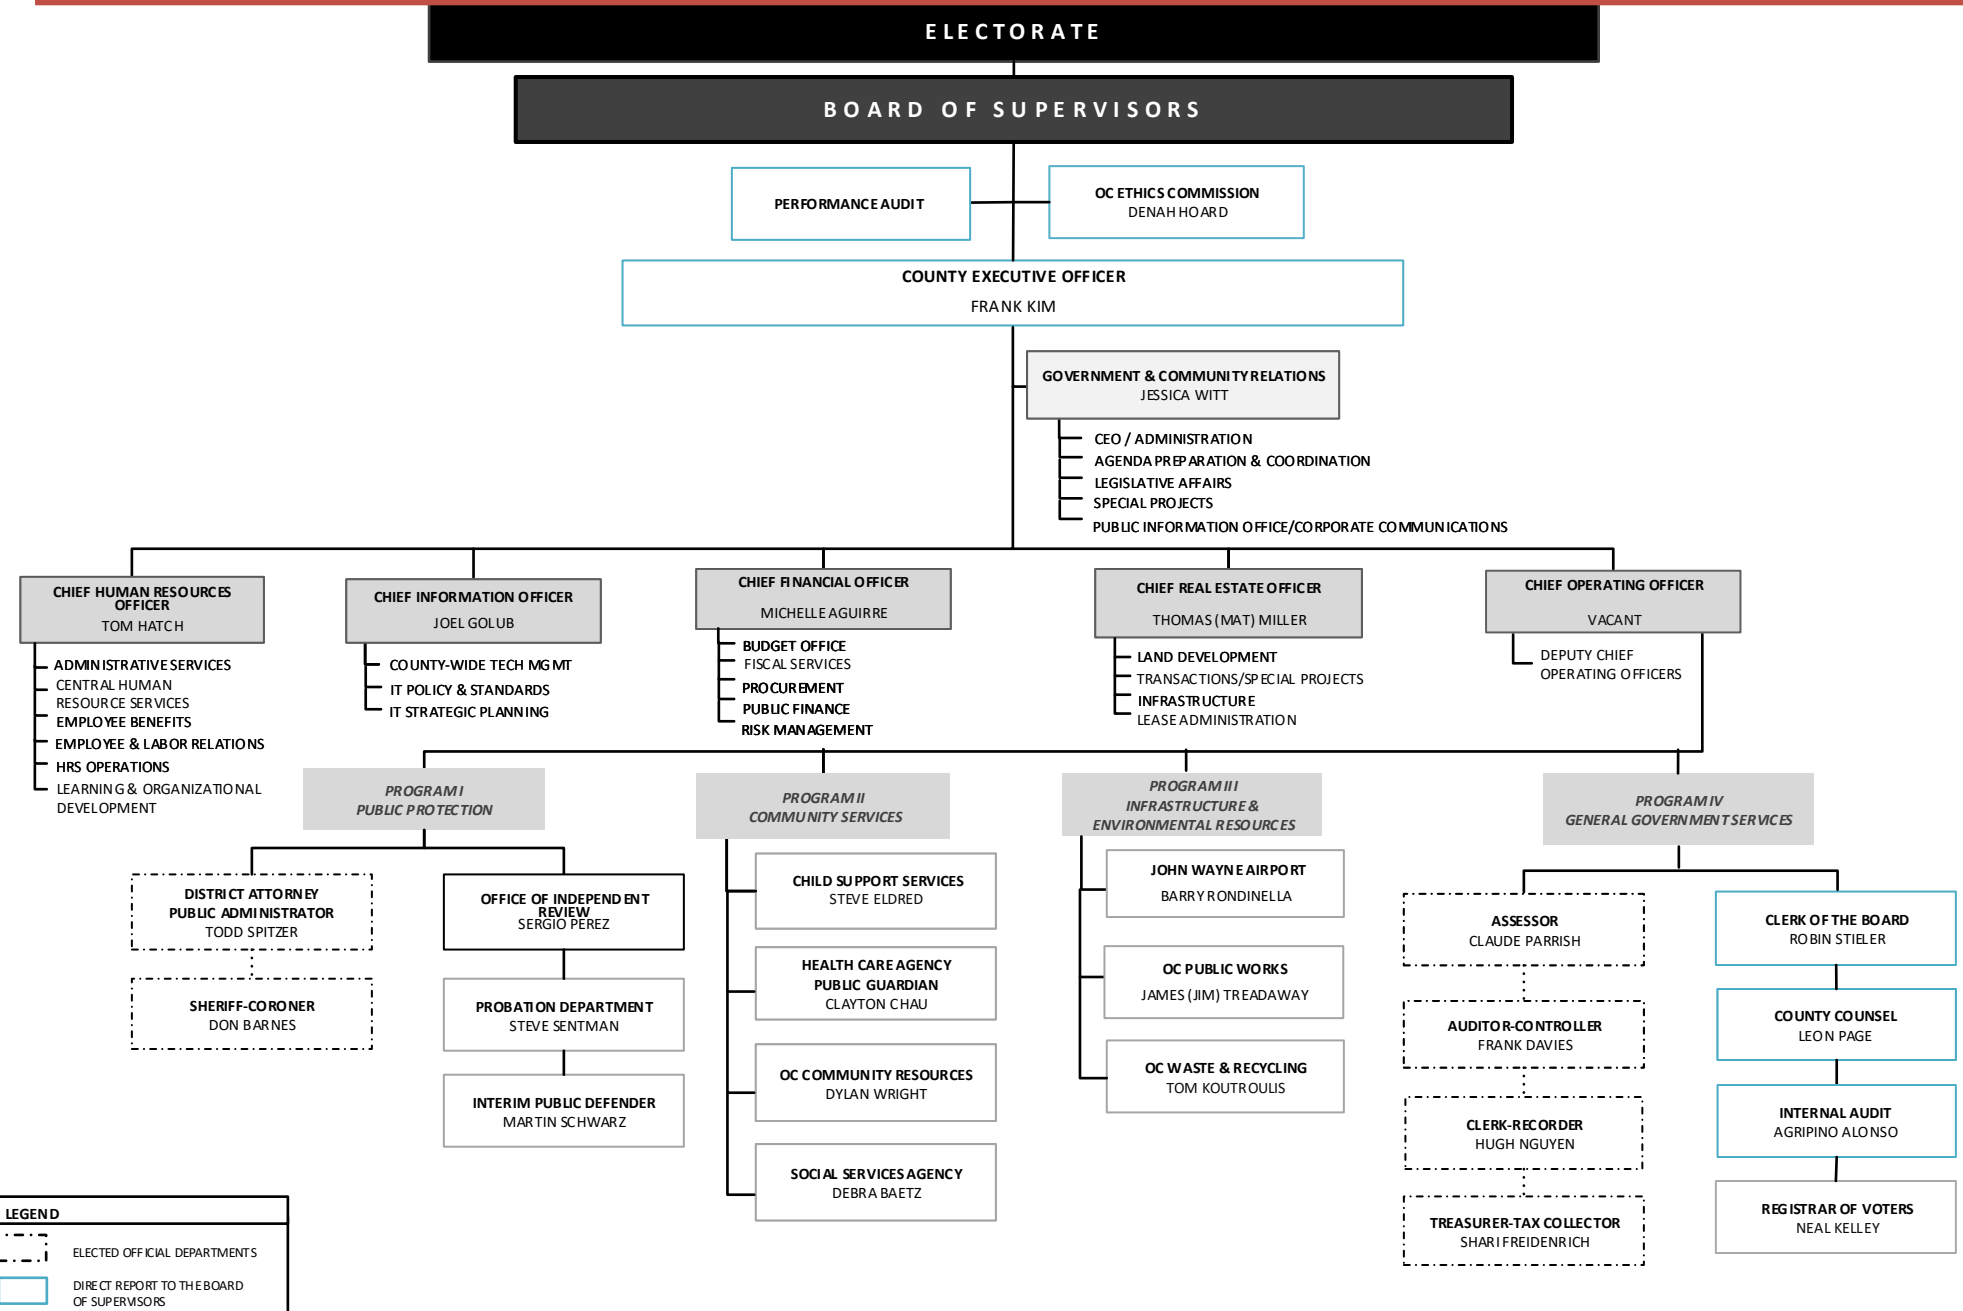 ELECTORATE
BOARD OF SUPERVISORS
PERFORMANCE AUDIT
OC ETHICS COMMISSION
DENAH HOARD
COUNTY EXECUTIVE OFFICER
FRANK KIM
GOVERNMENT & COMMUNITY RELATIONS
JESSICA WITT
CEO / ADMINISTRATION
AGENDA PREPARATION & COORDINATION
LEGISLATIVE AFFAIRS
SPECIAL PROJECTS
PUBLIC INFORMATION OFFICE/CORPORATE COMMUNICATIONS
CHIEF HUMAN RESOURCES
OFFICER
TOM HATCH
ADMINISTRATIVE SERVICES
CENTRAL HUMAN
RESOURCE SERVICES
EMPLOYEE BENEFITS
EMPLOYEE & LABOR RELATIONS
HRS OPERATIONS
LEARNING & ORGANIZATIONAL
DEVELOPMENT
CHIEF INFORMATION OFFICER
JOEL GOLUB
COUNTY-WIDE TECH MGMT
IT POLICY & STANDARDS
IT STRATEGIC PLANNING
CHIEF FINANCIAL OFFICER
MICHELLE AGUIRRE
BUDGET OFFICE
FISCAL SERVICES
PROCUREMENT
PUBLIC FINANCE
RISK MANAGEMENT
CHIEF REAL ESTATE OFFICER
THOMAS (MAT) MILLER
LAND DEVELOPMENT
TRANSACTIONS/SPECIAL PROJECTS
INFRASTRUCTURE
LEASE ADMINISTRATION
CHIEF OPERATING OFFICER
VACANT
DEPUTY CHIEF
OPERATING OFFICERS
PROGRAM I
PUBLIC PROTECTION
DISTRICT ATTORNEY
PUBLIC ADMINISTRATOR
TODD SPITZER
SHERIFF-CORONER
DON BARNES
OFFICE OF INDEPENDENT
REVIEW
SERGIO PEREZ
PROBATION DEPARTMENT
STEVE SENTMAN
INTERIM PUBLIC DEFENDER
MARTIN SCHWARZ
PROGRAM II
COMMUNITY SERVICES
CHILD SUPPORT SERVICES
STEVE ELDRED
HEALTH CARE AGENCY
PUBLIC GUARDIAN
CLAYTON CHAU
OC COMMUNITY RESOURCES
DYLAN WRIGHT
SOCIAL SERVICES AGENCY
DEBRA BAETZ
PROGRAM III
INFRASTRUCTURE &
ENVIRONMENTAL RESOURCES
JOHN WAYNE AIRPORT
BARRY RONDINELLA
OC PUBLIC WORKS
JAMES (JIM) TREADAWAY
OC WASTE & RECYCLING
TOM KOUTROULIS
PROGRAM IV
GENERAL GOVERNMENT SERVICES
ASSESSOR
CLAUDE PARRISH
AUDITOR-CONTROLLER
FRANK DAVIES
CLERK-RECORDER
HUGH NGUYEN
TREASURER-TAX COLLECTOR
SHARI FREIDENRICH
CLERK OF THE BOARD
ROBIN STIELER
COUNTY COUNSEL
LEON PAGE
INTERNAL AUDIT
AGRIPINO ALONSO
REGISTRAR OF VOTERS
NEAL KELLEY
LEGEND
ELECTED OFFICIAL DEPARTMENTS
DIRECT REPORT TO THE BOARD
OF SUPERVISORS